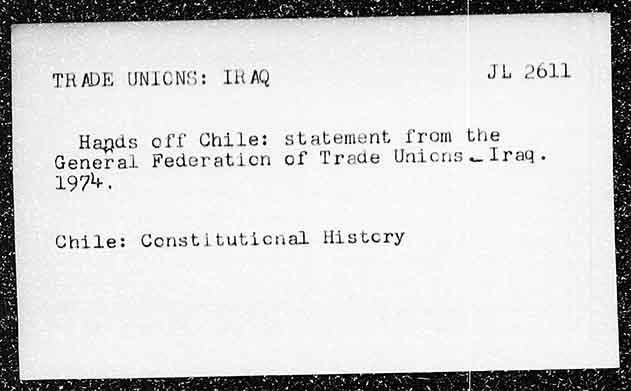 TRADE UNIONS: IRAQ JL 2611
Hands off Chile: statement from the
General Federation of Trade Unions - Iraq.
1974.
Chile: Constitutional History